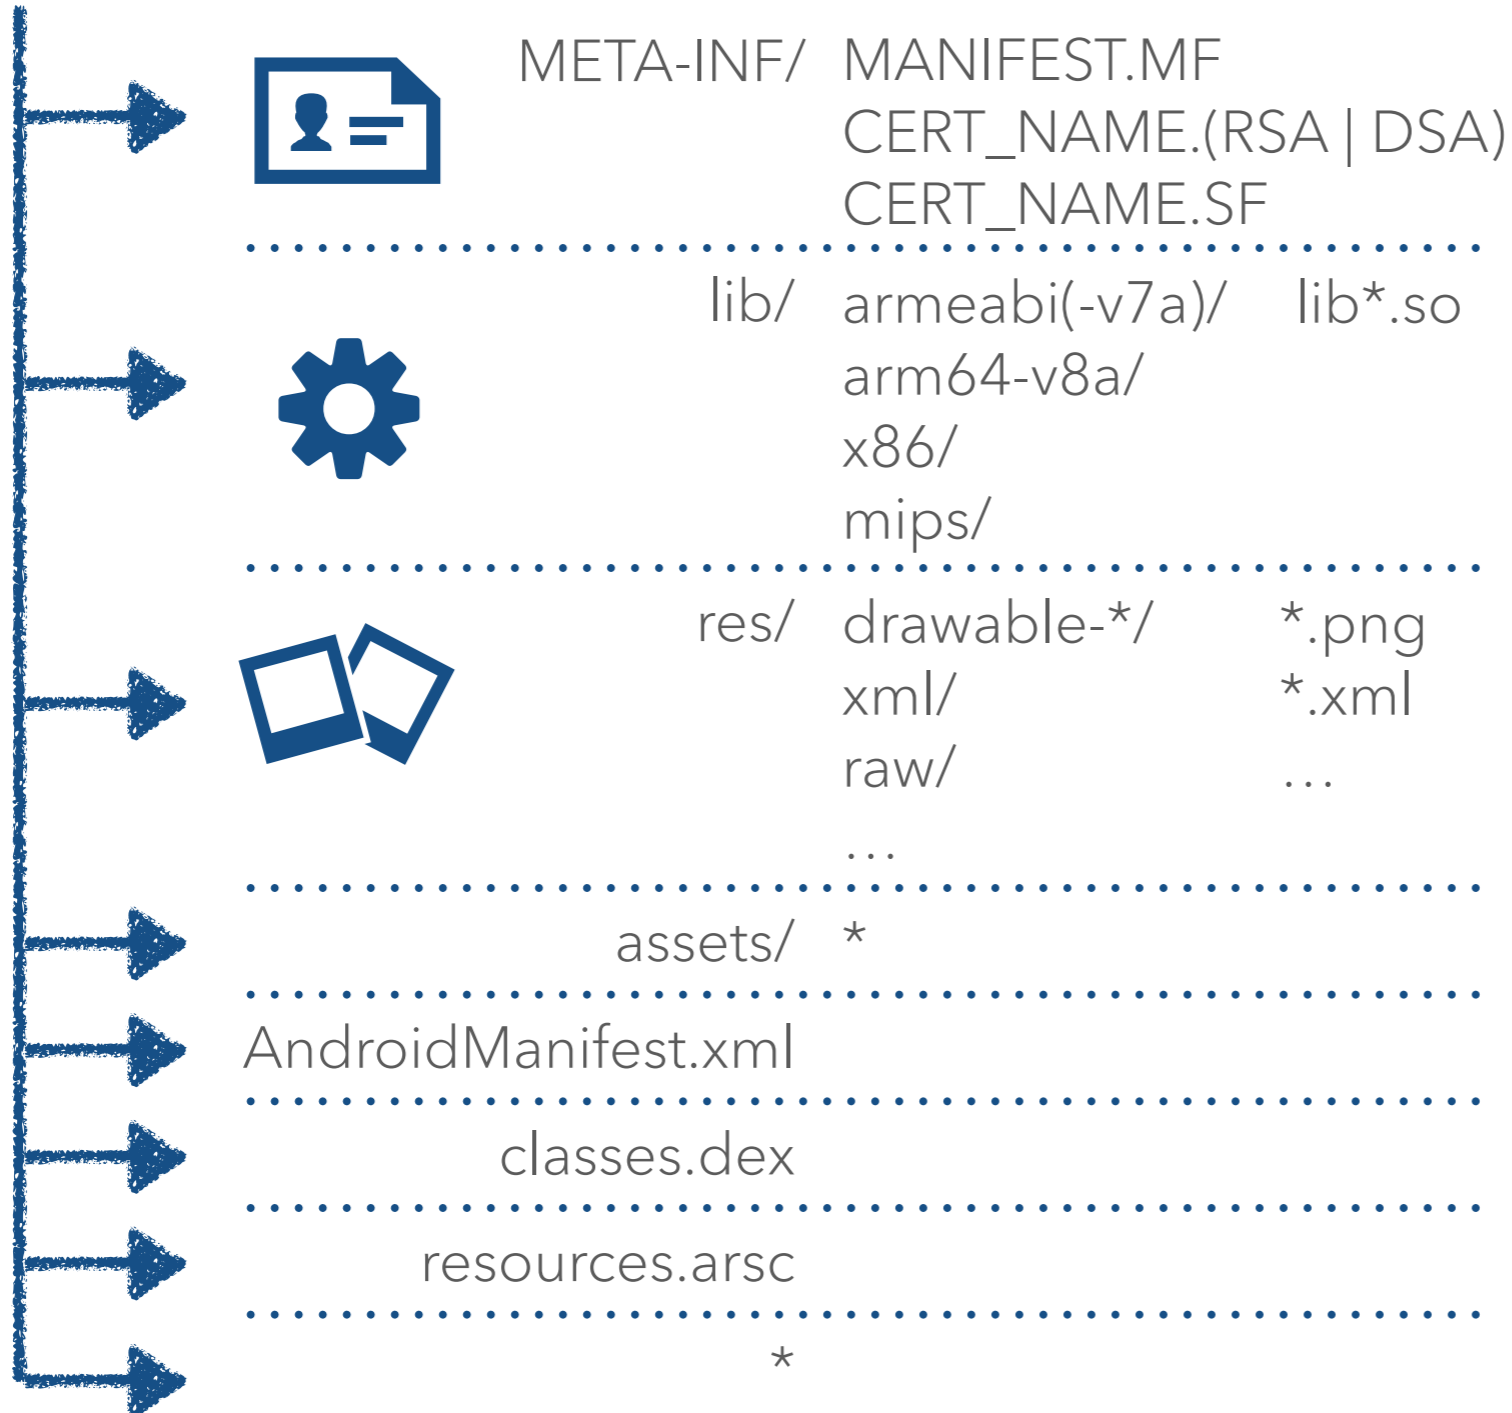 META-INF/ MANIFEST.MF
CERT_NAME.(RSA | DSA)
CERT_NAME.SF
lib/ armeabi(-v7a)/ lib*.so
arm64-v8a/
x86/
mips/
res/ drawable-*/ *.png
xml/ *.xml
raw/ …
…
assets/ *
AndroidManifest.xml
classes.dex
resources.arsc
*